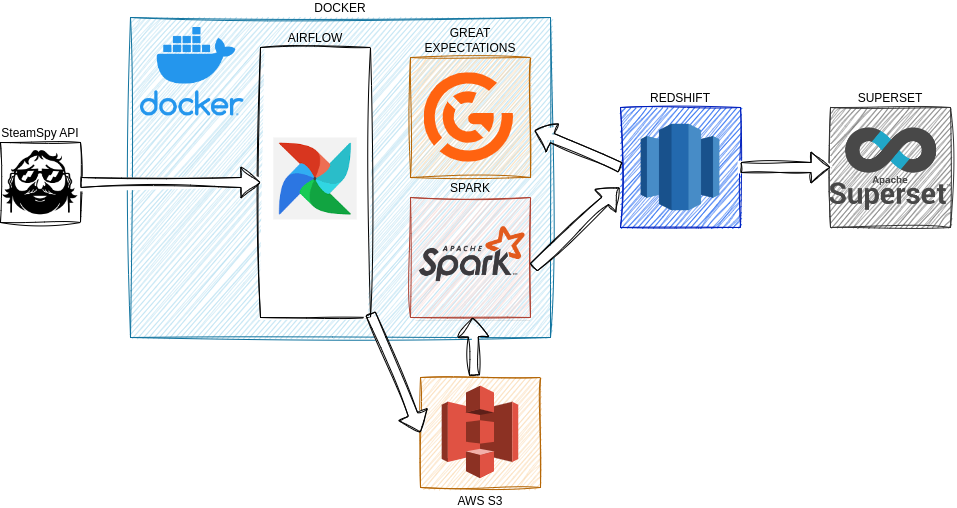 DOCKER
docker
AIRFLOW
GREAT
EXPECTATIONS
SteamSpy API
SPARK
APACHE
Spark
REDSHIFT
SUPERSET
Apache
Superset
AWS S3